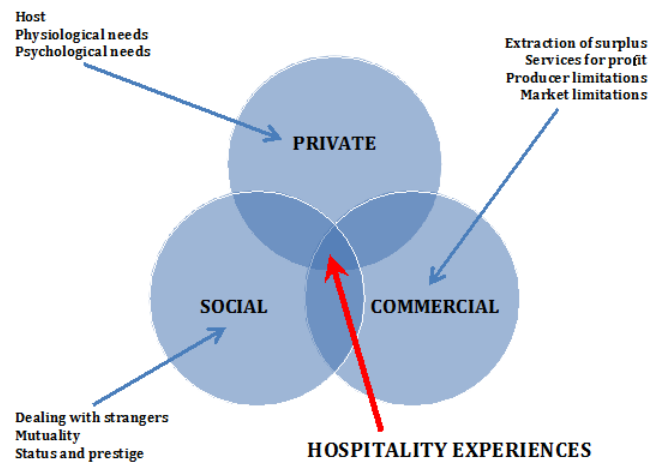 Host
Physiological needs
Psychological needs
Extraction of surplus
Services for profit
Producer limitations
Market limitations
PRIVATE
SOCIAL
COMMERCIAL
Dealing with strangers
Mutuality
Status and prestige
HOSPITALITY EXPERIENCES